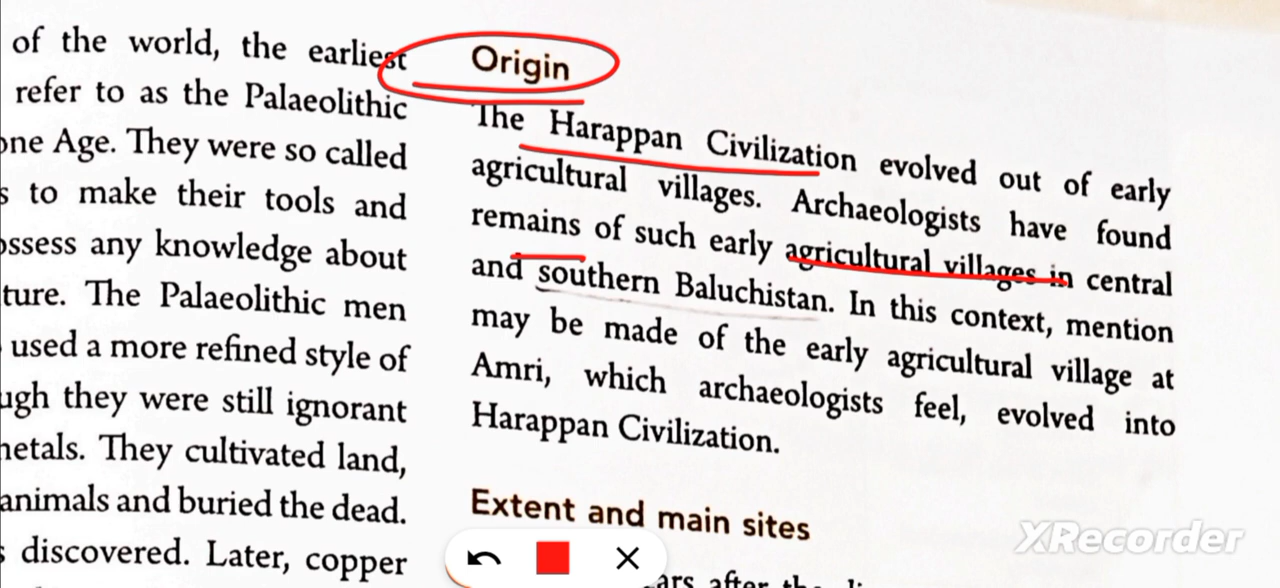 of the world, the earliest
refer to as the Palaeolithic
Age. They were so called
to make their tools and
any knowledge about
The Palaeolithic men
used a more refined style of
they were still ignorant
They cultivated land,
animals and buried the dead.
discovered. Later, copper
Origin
The Harappan Civilization evolved out of early
agricultural villages. Archaeologists have found
remains of such early agricultural villages in central
and southern Baluchistan. In this context, mention
may be made of the early agricultural village at
Amri, which archaeologists feel, evolved into
Harappan Civilization.
Extent and main sites
after the
XRecorder